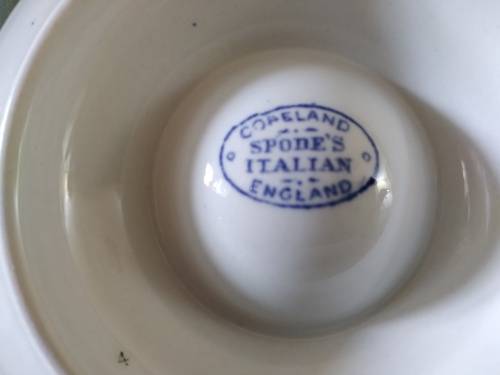 COPELAND
SPODE'S
ITALIAN
ENGLAND
4